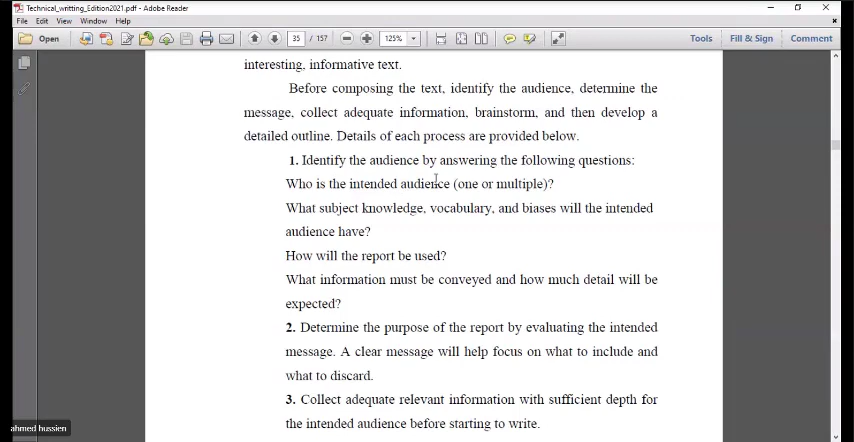 Technical_writting_Edition2021.pdf - Adobe Reader
File Edit View Window Help
Open 35 / 157 125% Tools Fill & Sign Comment
interesting, informative text.
Before composing the text, identify the audience, determine the
message, collect adequate information, brainstorm, and then develop a
detailed outline. Details of each process are provided below.
1. Identify the audience by answering the following questions:
Who is the intended audience (one or multiple)?
What subject knowledge, vocabulary, and biases will the intended
audience have?
How will the report be used?
What information must be conveyed and how much detail will be
expected?
2. Determine the purpose of the report by evaluating the intended
message. A clear message will help focus on what to include and
what to discard.
3. Collect adequate relevant information with sufficient depth for
the intended audience before starting to write.
ahmed hussien